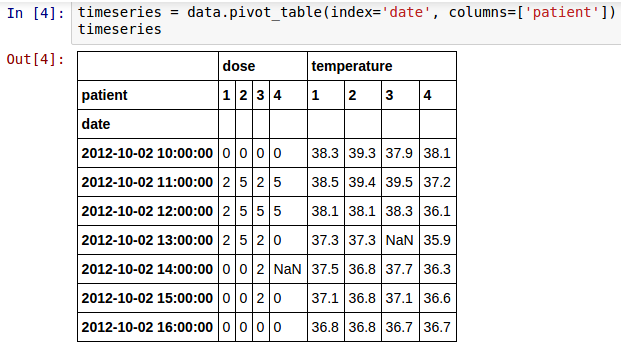 In [4]: timeseries = data.pivot_table(index='date', columns=['patient'])
timeseries
Out[4]:
dose temperature
patient 1 2 3 4 1 2 3 4
date
2012-10-02 10:00:00 0 0 0 0 38.3 39.3 37.9 38.1
2012-10-02 11:00:00 2 5 2 5 38.5 39.4 39.5 37.2
2012-10-02 12:00:00 2 5 5 5 38.1 38.1 38.3 36.1
2012-10-02 13:00:00 2 5 2 0 37.3 37.3 NaN 35.9
2012-10-02 14:00:00 0 0 2 NaN 37.5 36.8 37.7 36.3
2012-10-02 15:00:00 0 0 2 0 37.1 36.8 37.1 36.6
2012-10-02 16:00:00 0 0 0 0 36.8 36.8 36.7 36.7